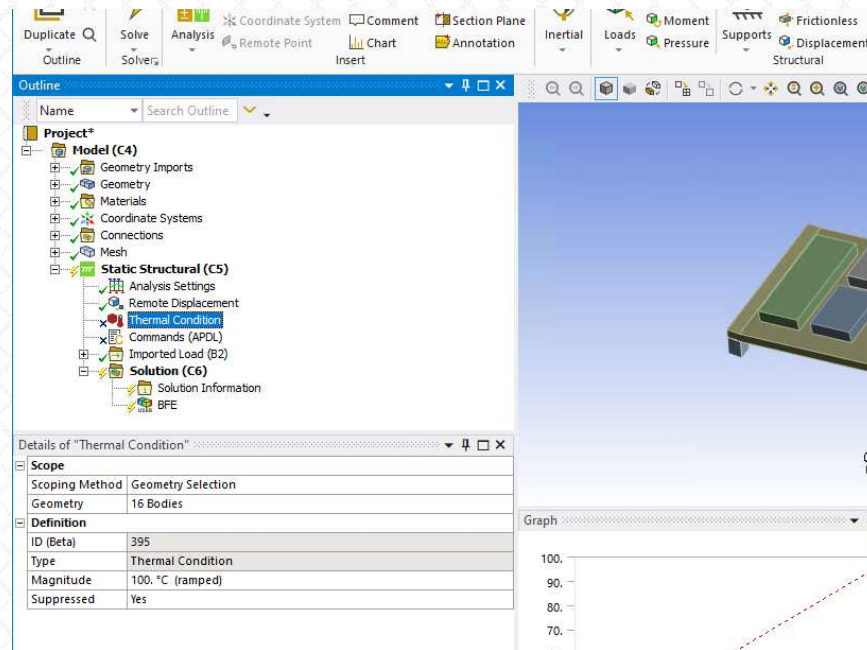 Duplicate Solve Analysis Coordinate System Comment Section Plane Inertial Loads Moment Supports Frictionless
Remote Point Chart Annotation Pressure Displacement
Outline Solver Insert Structural
Outline
Name Search Outline
Project*
Model (C4)
Geometry Imports
Geometry
Materials
Coordinate Systems
Connections
Mesh
Static Structural (C5)
Analysis Settings
Remote Displacement
Thermal Condition
Commands (APDL)
Imported Load (B2)
Solution (C6)
Solution Information
BFE
Details of "Thermal Condition"
Scope
Scoping Method Geometry Selection
Geometry 16 Bodies
Definition
ID (Beta) 395
Type Thermal Condition
Magnitude 100. °C (ramped)
Suppressed Yes
Graph
100.
90.
80.
70.